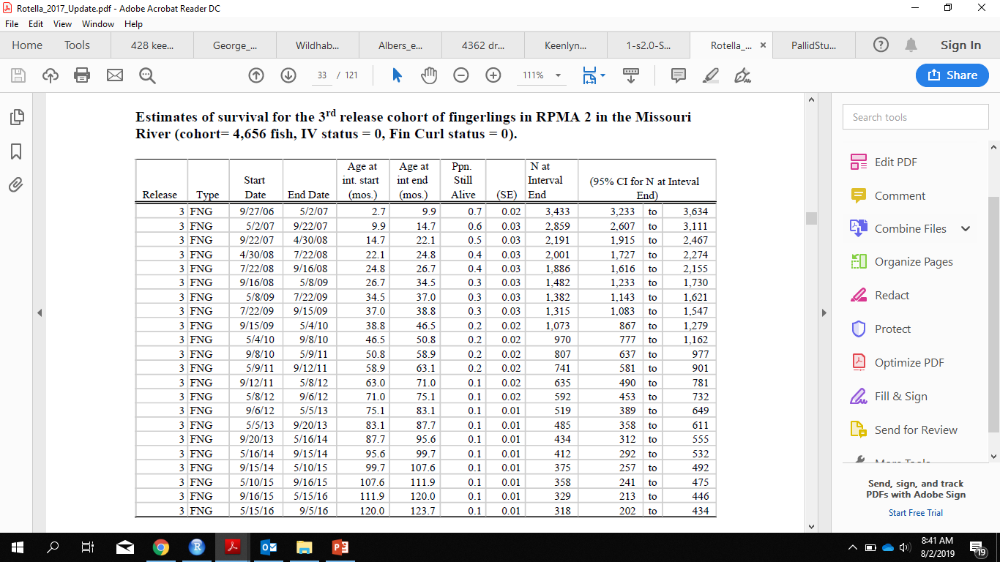 Rotella_2017_Update.pdf - Adobe Acrobat Reader DC
File Edit View Window Help
Home Tools 428 kee... George_... Wildhab... Albers_e... 4362 dr... Keenlyn... 1-s2.0-S... Rotella_... × PallidStu... Sign In
33 / 121 111% Share
Estimates of survival for the 3rd release cohort of fingerlings in RPMA 2 in the Missouri
River (cohort= 4,656 fish, IV status = 0, Fin Curl status = 0).
Release Type Start Date End Date Age at int. start (mos.) Age at int end (mos.) Ppn. Still Alive (SE) N at Interval End (95% CI for N at Inteval End)
3 FNG 9/27/06 5/2/07 2.7 9.9 0.7 0.02 3,433 3,233 to 3,634
3 FNG 5/2/07 9/22/07 9.9 14.7 0.6 0.03 2,859 2,607 to 3,111
3 FNG 9/22/07 4/30/08 14.7 22.1 0.5 0.03 2,191 1,915 to 2,467
3 FNG 4/30/08 7/22/08 22.1 24.8 0.4 0.03 2,001 1,727 to 2,274
3 FNG 7/22/08 9/16/08 24.8 26.7 0.4 0.03 1,886 1,616 to 2,155
3 FNG 9/16/08 5/8/09 26.7 34.5 0.3 0.03 1,482 1,233 to 1,730
3 FNG 5/8/09 7/22/09 34.5 37.0 0.3 0.03 1,382 1,143 to 1,621
3 FNG 7/22/09 9/15/09 37.0 38.8 0.3 0.03 1,315 1,083 to 1,547
3 FNG 9/15/09 5/4/10 38.8 46.5 0.2 0.02 1,073 867 to 1,279
3 FNG 5/4/10 9/8/10 46.5 50.8 0.2 0.02 970 777 to 1,162
3 FNG 9/8/10 5/9/11 50.8 58.9 0.2 0.02 807 637 to 977
3 FNG 5/9/11 9/12/11 58.9 63.1 0.2 0.02 741 581 to 901
3 FNG 9/12/11 5/8/12 63.0 71.0 0.1 0.02 635 490 to 781
3 FNG 5/8/12 9/6/12 71.0 75.1 0.1 0.02 592 453 to 732
3 FNG 9/6/12 5/5/13 75.1 83.1 0.1 0.01 519 389 to 649
3 FNG 5/5/13 9/20/13 83.1 87.7 0.1 0.01 485 358 to 611
3 FNG 9/20/13 5/16/14 87.7 95.6 0.1 0.01 434 312 to 555
3 FNG 5/16/14 9/15/14 95.6 99.7 0.1 0.01 412 292 to 532
3 FNG 9/15/14 5/10/15 99.7 107.6 0.1 0.01 375 257 to 492
3 FNG 5/10/15 9/16/15 107.6 111.9 0.1 0.01 358 241 to 475
3 FNG 9/16/15 5/15/16 111.9 120.0 0.1 0.01 329 213 to 446
3 FNG 5/15/16 9/5/16 120.0 123.7 0.1 0.01 318 202 to 434
Search tools
Edit PDF
Comment
Combine Files
Organize Pages
Redact
Protect
Optimize PDF
Fill & Sign
Send for Review
More Tools
Send, sign, and track
PDFs with Adobe Sign
Start Free Trial
8:41 AM
8/2/2019
19